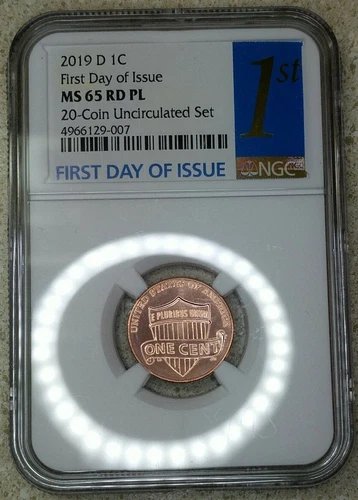 2019 D 1C
First Day of Issue
MS 65 RD PL
20-Coin Uncirculated Set
4966129-007
FIRST DAY OF ISSUE
1st
NGC
UNITED STATES OF AMERICA
E PLURIBUS UNUM
ONE CENT